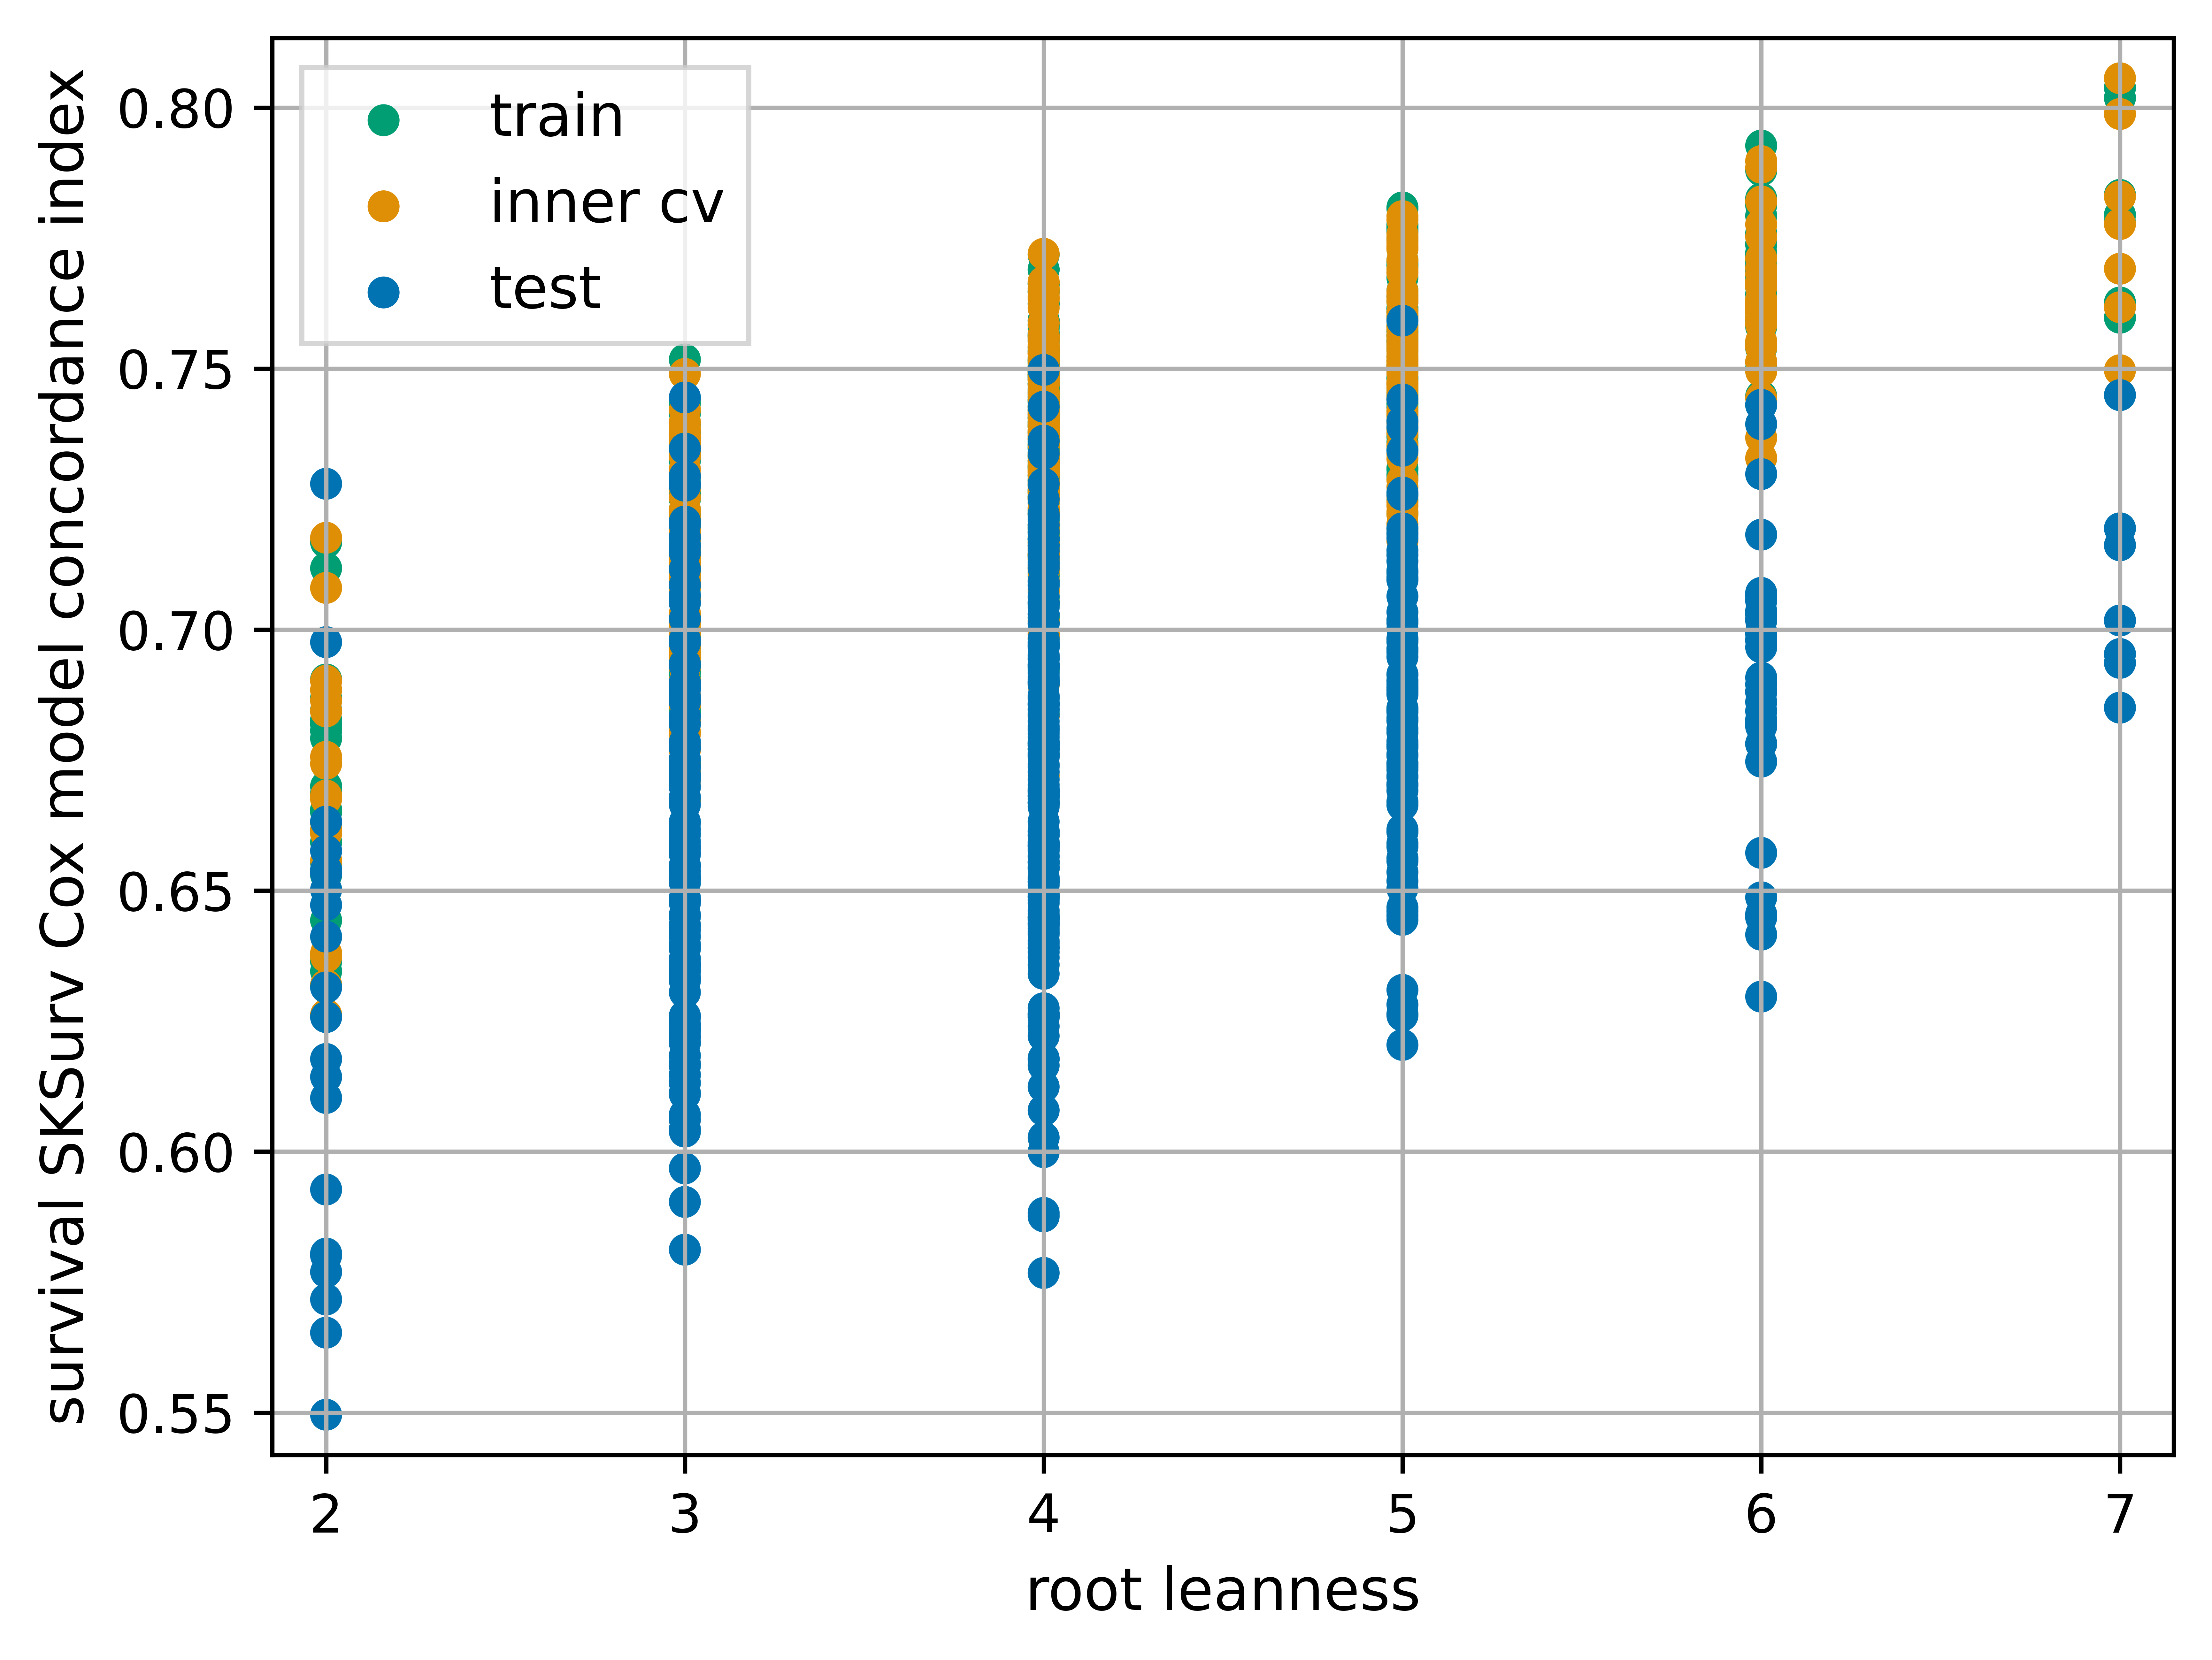 survival SKSurv Cox model concordance index
0.80
0.75
0.70
0.65
0.60
0.55
train
inner cv
test
2 3 4 5 6 7
root leanness